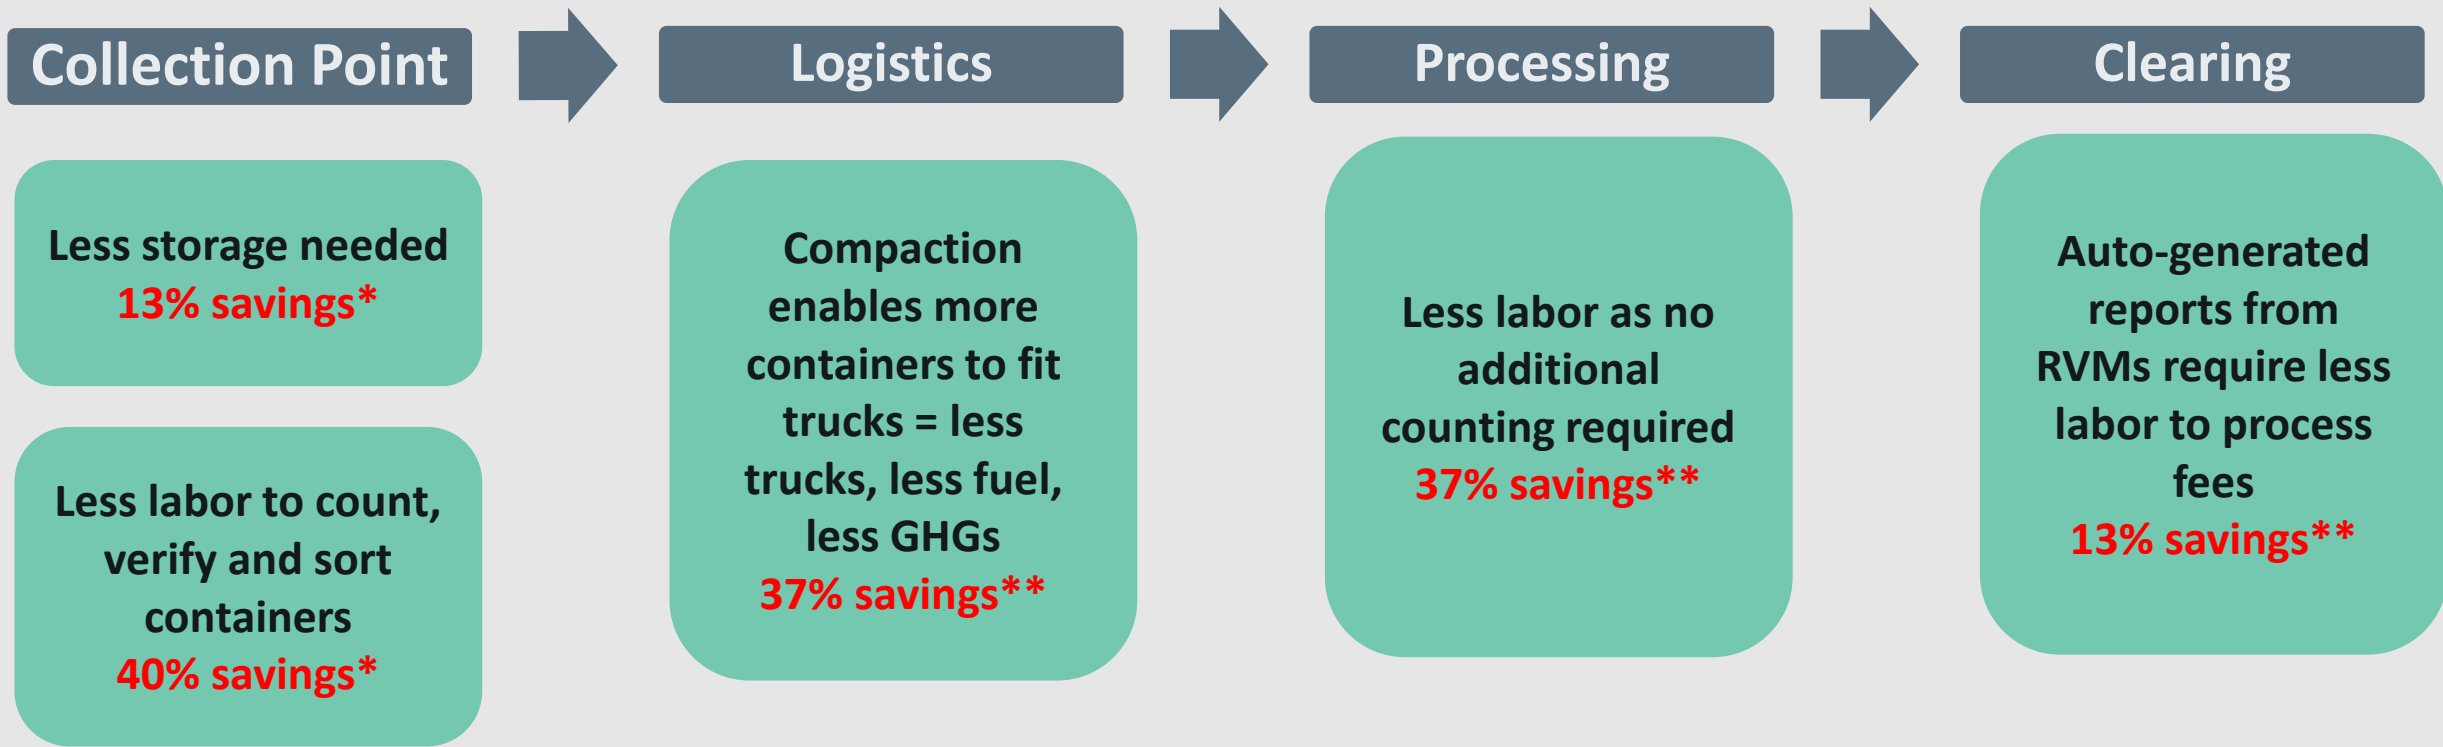 Collection Point
Logistics
Processing
Clearing
Less storage needed
13% savings*
Less labor to count,
verify and sort
containers
40% savings*
Compaction
enables more
containers to fit
trucks = less
trucks, less fuel,
less GHGs
37% savings**
Less labor as no
additional
counting required
37% savings**
Auto-generated
reports from
RVMs require less
labor to process
fees
13% savings**